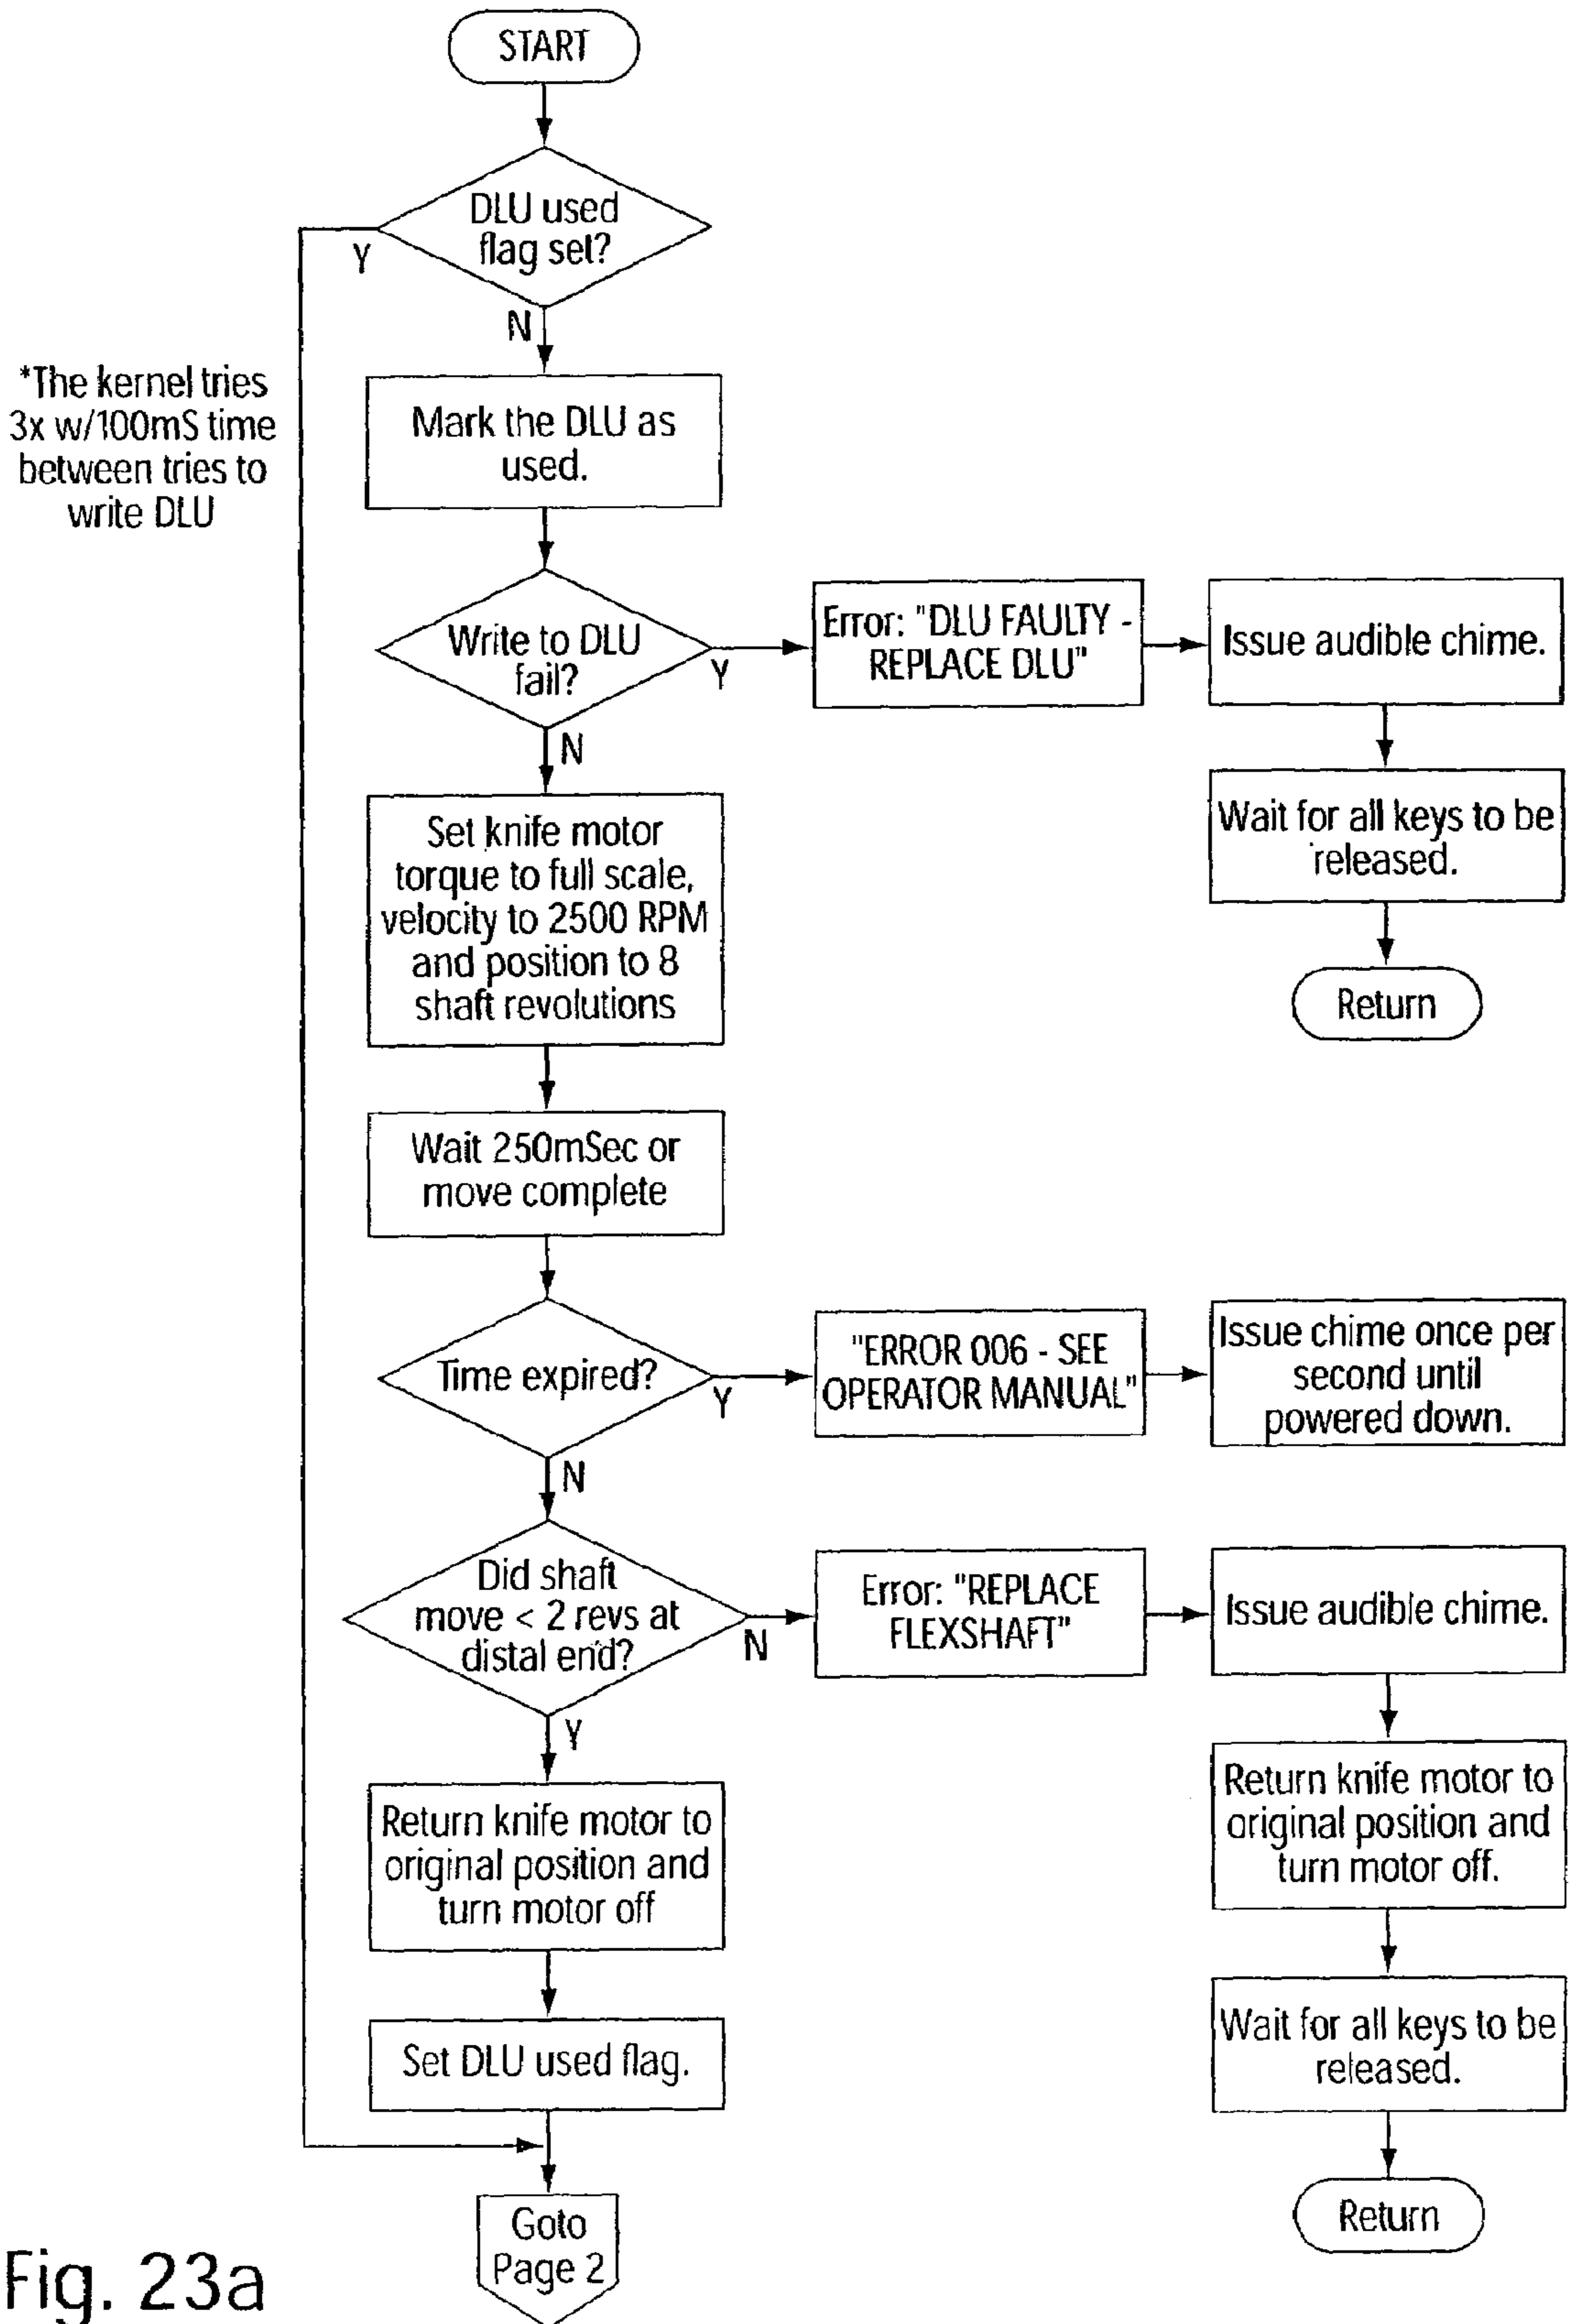 START
DLU used
flag set?
Y
N
*The kernel tries
3x w/100mS time
between tries to
write DLU
Mark the DLU as
used.
Write to DLU
fail?
Y
N
Error: "DLU FAULTY -
REPLACE DLU"
Issue audible chime.
Wait for all keys to be
released.
Return
Set knife motor
torque to full scale,
velocity to 2500 RPM
and position to 8
shaft revolutions
Wait 250mSec or
move complete
Time expired?
Y
N
"ERROR 006 - SEE
OPERATOR MANUAL"
Issue chime once per
second until
powered down.
Did shaft
move < 2 revs at
distal end?
N
Y
Error: "REPLACE
FLEXSHAFT"
Issue audible chime.
Return knife motor to
original position and
turn motor off.
Wait for all keys to be
released.
Return
Return knife motor to
original position and
turn motor off
Set DLU used flag.
Goto
Page 2
Fig. 23a